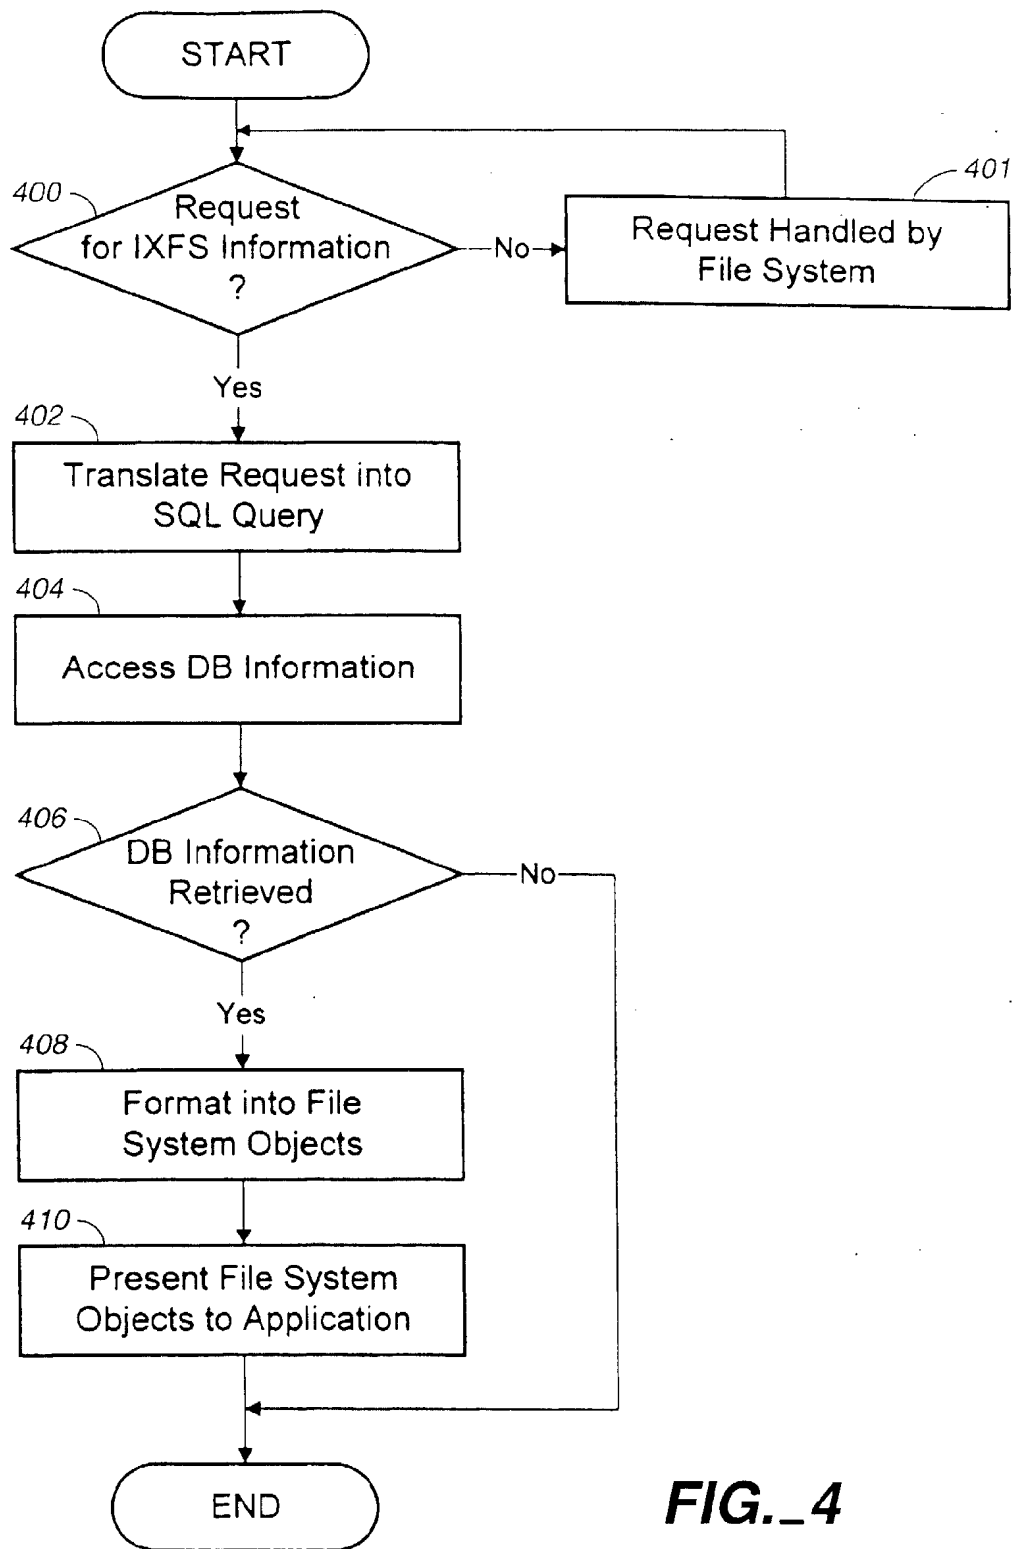 START
400
Request
for IXFS Information
?
No
401
Request Handled by
File System
Yes
402
Translate Request into
SQL Query
404
Access DB Information
406
DB Information
Retrieved
?
No
Yes
408
Format into File
System Objects
410
Present File System
Objects to Application
END
FIG._4